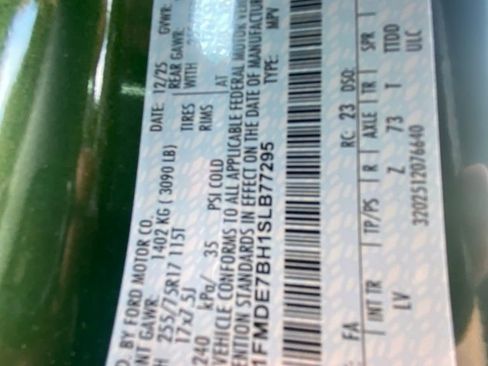 D. BY FORD MOTOR CO.
DATE: 12/25 GVWR:
NT GAWR: 1402 KG ( 3090 LB) REAR GAWR:
H 255/75R17 115T TIRES WITH
17x7.5J RIMS
240 kPa/ 35 PSI COLD AT
VEHICLE CONFORMS TO ALL APPLICABLE FEDERAL MOTOR
ENTION STANDARDS IN EFFECT ON THE DATE OF MANUFACTUR
1FMDE7BH1SLB77295 TYPE: MPV
FA RC: 23 DSO:
INT TR TP/PS R AXLE TR SPR
LV Z 73 T TTDO
3202512076640 ULC